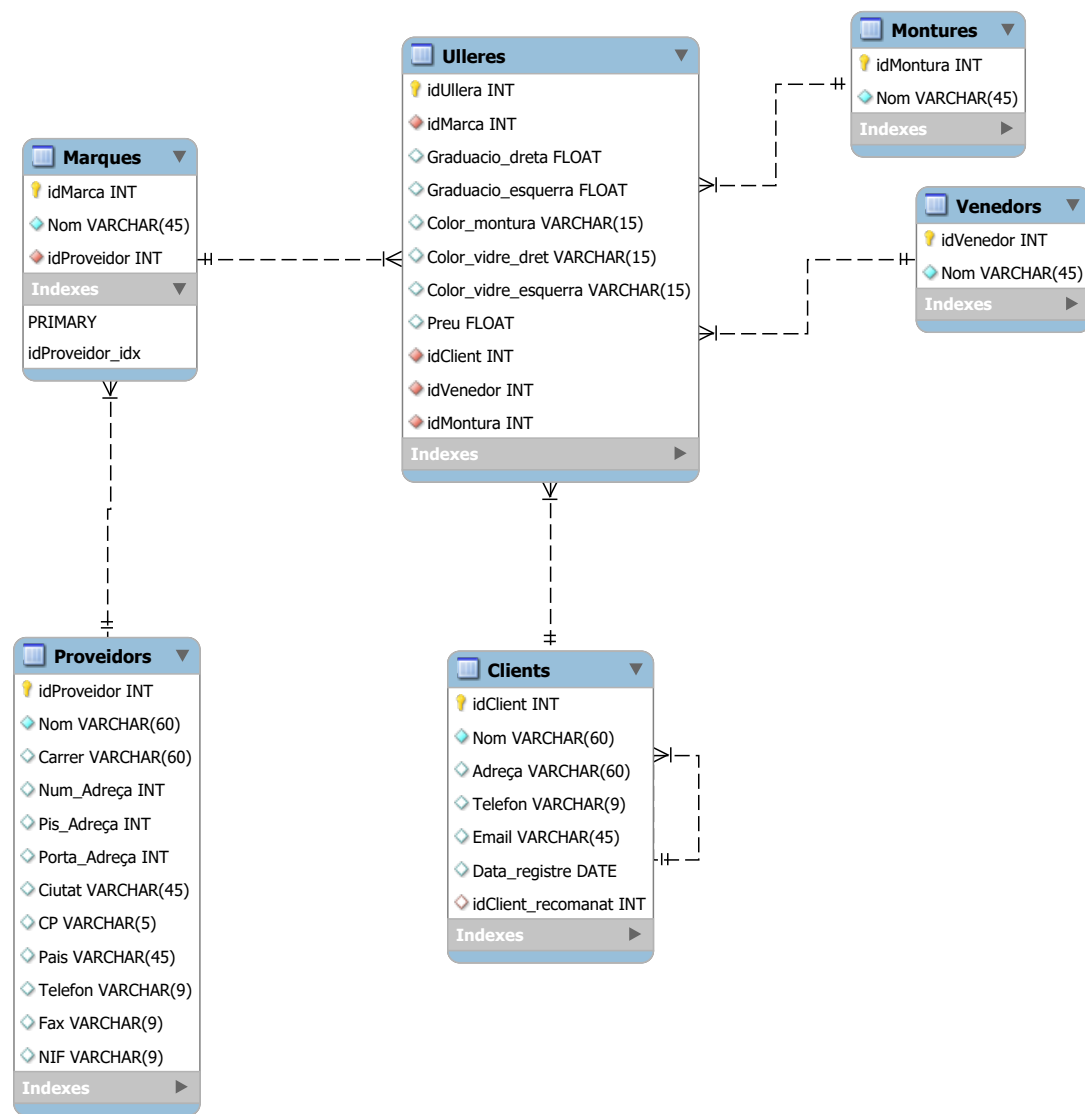 Montures
idMontura INT
Nom VARCHAR(45)
Indexes
Ulleres
idUllera INT
idMarca INT
Graduacio_dreta FLOAT
Graduacio_esquerra FLOAT
Color_montura VARCHAR(15)
Color_vidre_dret VARCHAR(15)
Color_vidre_esquerra VARCHAR(15)
Preu FLOAT
idClient INT
idVenedor INT
idMontura INT
Indexes
Marques
idMarca INT
Nom VARCHAR(45)
idProveidor INT
Indexes
PRIMARY
idProveidor_idx
Venedors
idVenedor INT
Nom VARCHAR(45)
Indexes
Proveidors
idProveidor INT
Nom VARCHAR(60)
Carrer VARCHAR(60)
Num_Adreça INT
Pis_Adreça INT
Porta_Adreça INT
Ciutat VARCHAR(45)
CP VARCHAR(5)
Pais VARCHAR(45)
Telefon VARCHAR(9)
Fax VARCHAR(9)
NIF VARCHAR(9)
Indexes
Clients
idClient INT
Nom VARCHAR(60)
Adreça VARCHAR(60)
Telefon VARCHAR(9)
Email VARCHAR(45)
Data_registre DATE
idClient_recomanat INT
Indexes